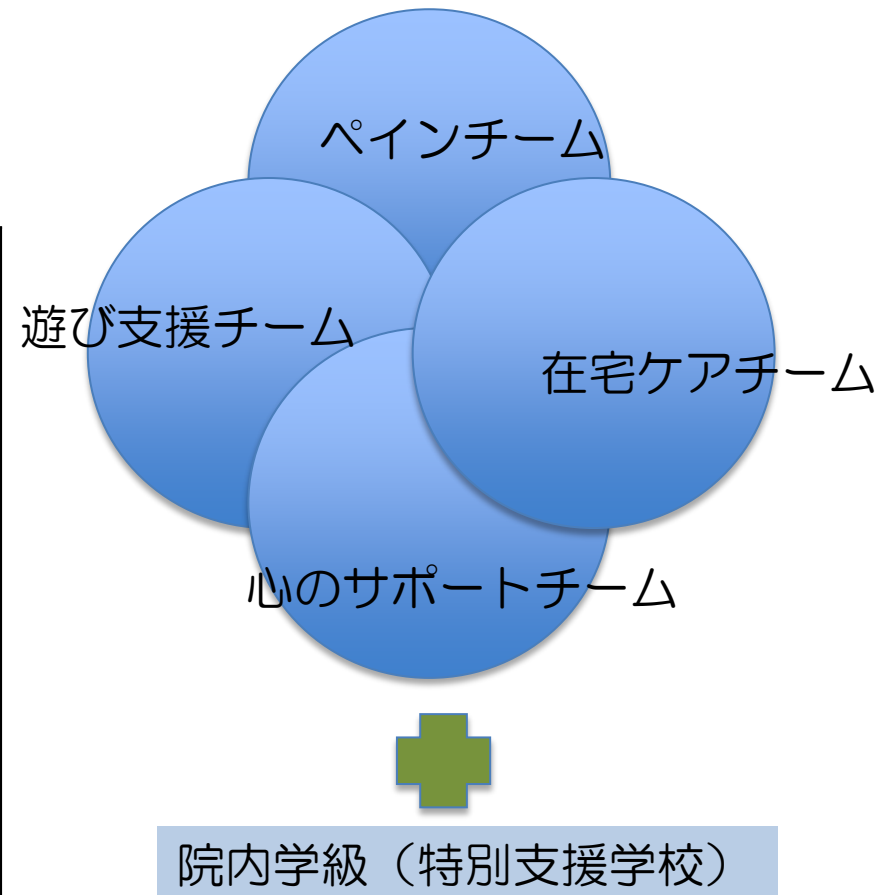 ペインチーム
遊び支援チーム
在宅ケアチーム
心のサポートチーム
院内学級（特別支援学校）